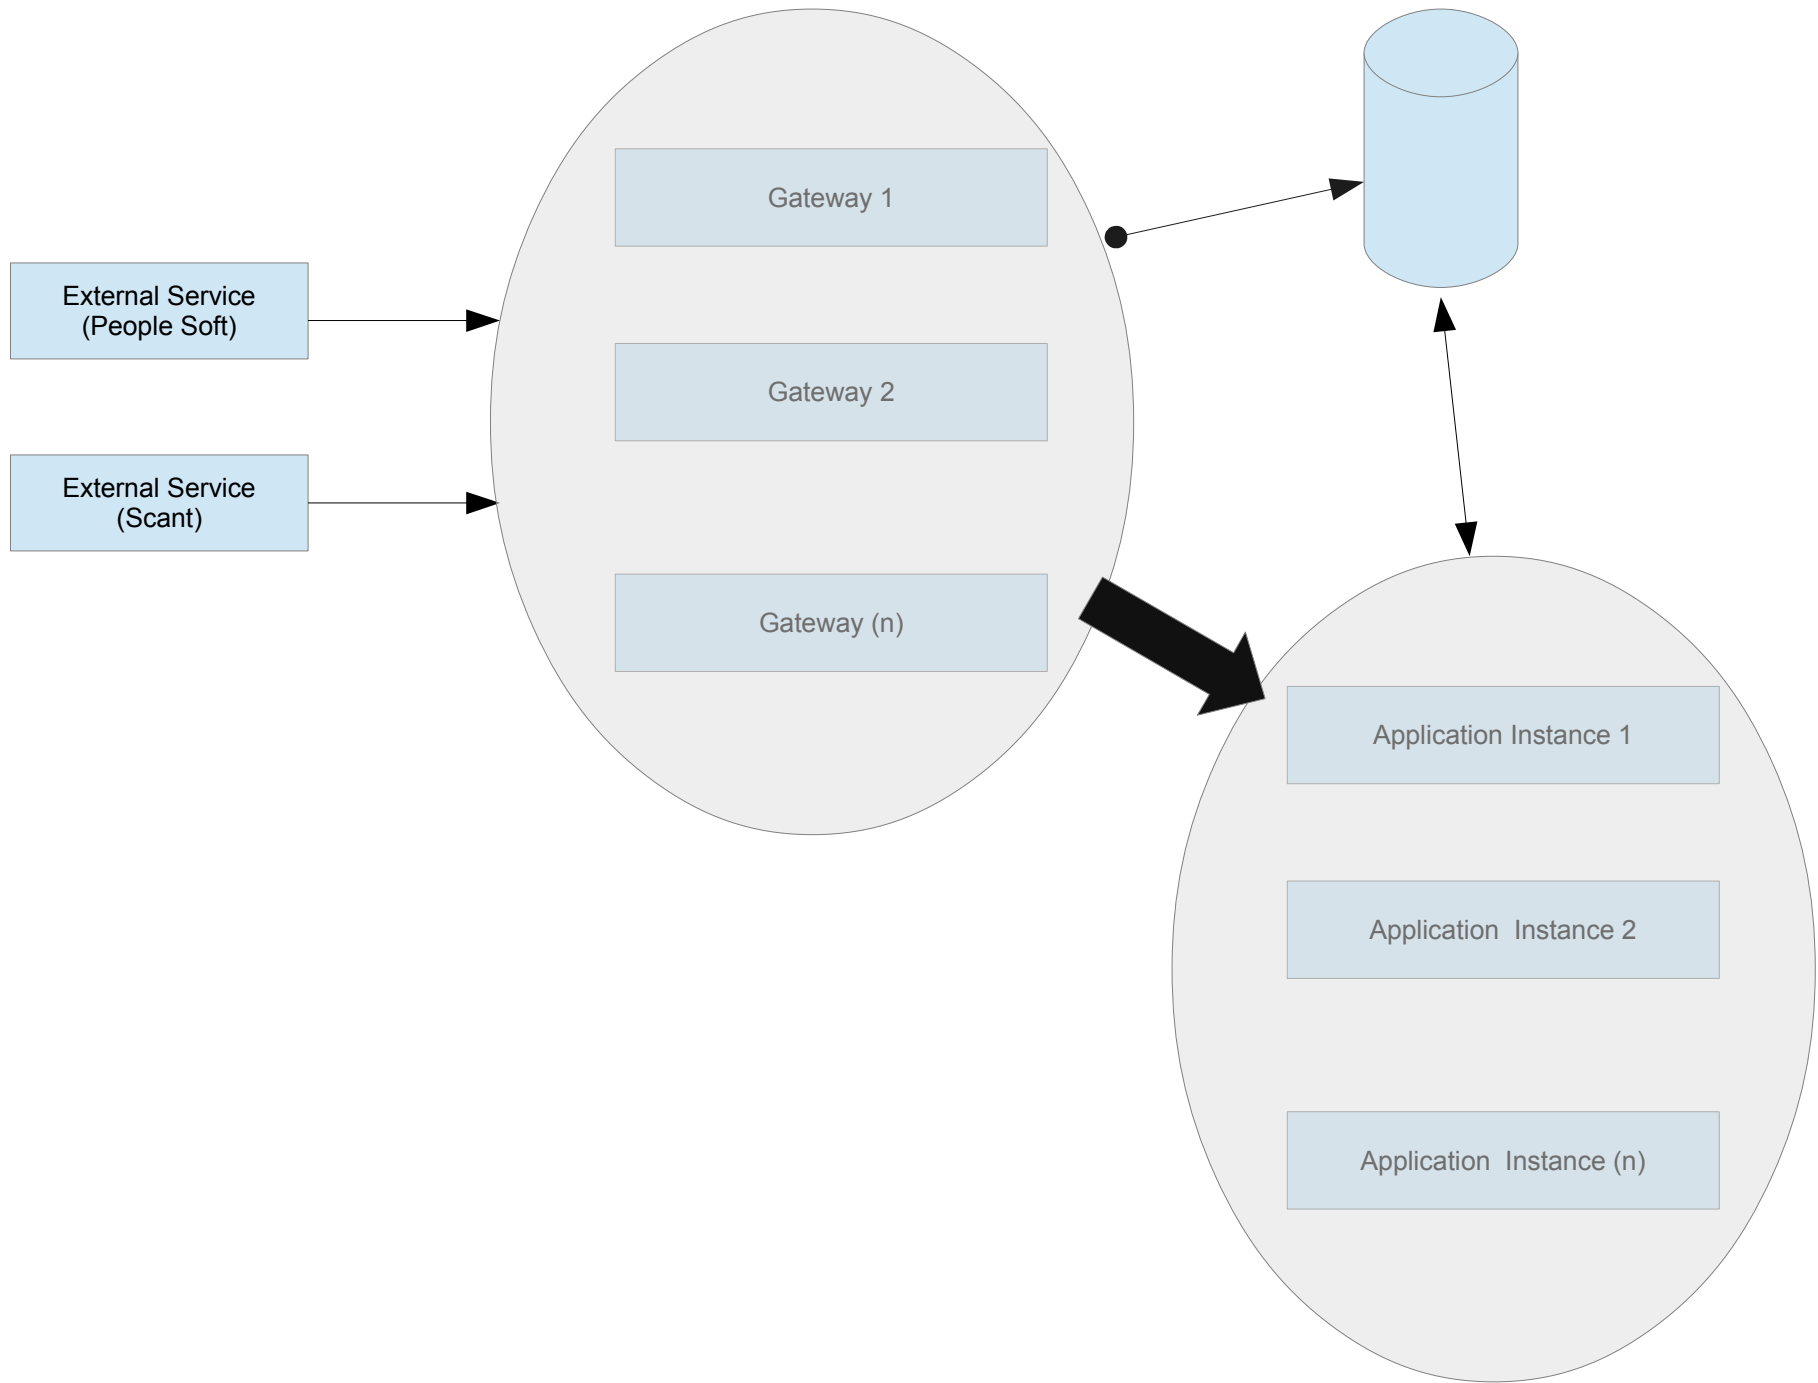 Gateway 1
External Service
(People Soft)
Gateway 2
External Service
(Scant)
Gateway (n)
Application Instance 1
Application  Instance 2
Application  Instance (n)